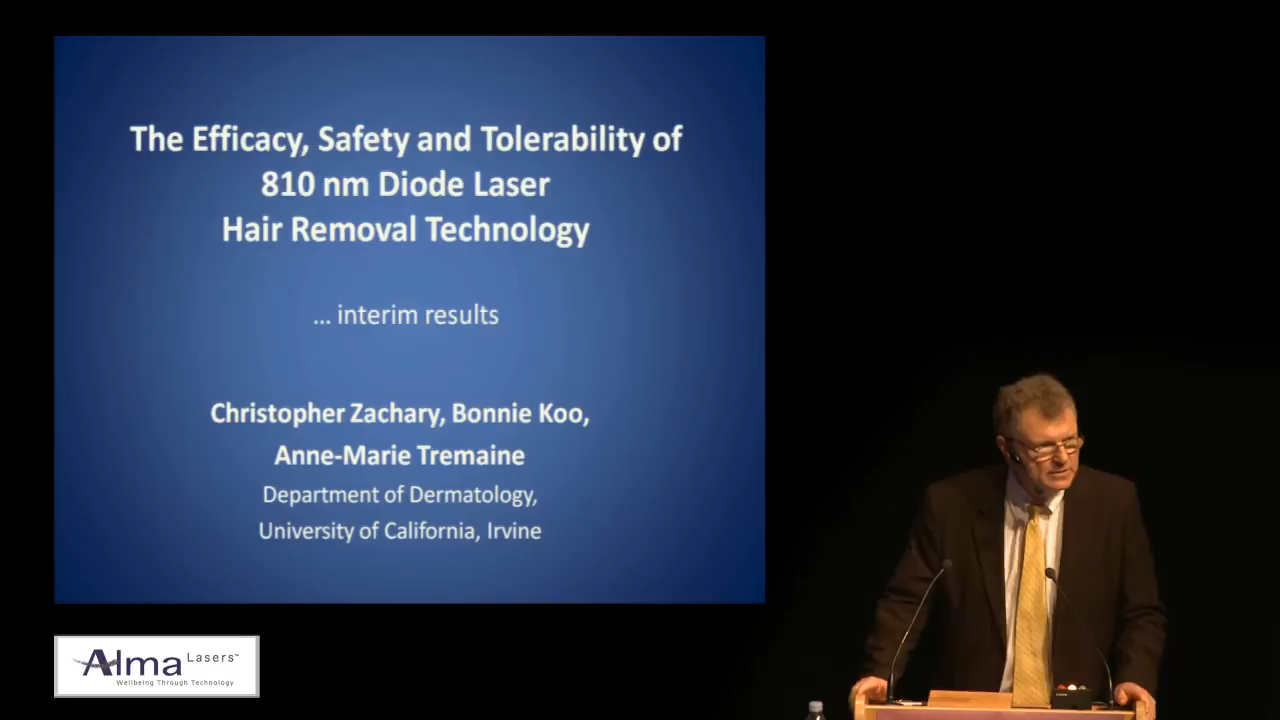 The Efficacy, Safety and Tolerability of
810 nm Diode Laser
Hair Removal Technology
... interim results
Christopher Zachary, Bonnie Koo,
Anne-Marie Tremaine
Department of Dermatology,
University of California, Irvine
Alma Lasers™
Wellbeing Through Technology